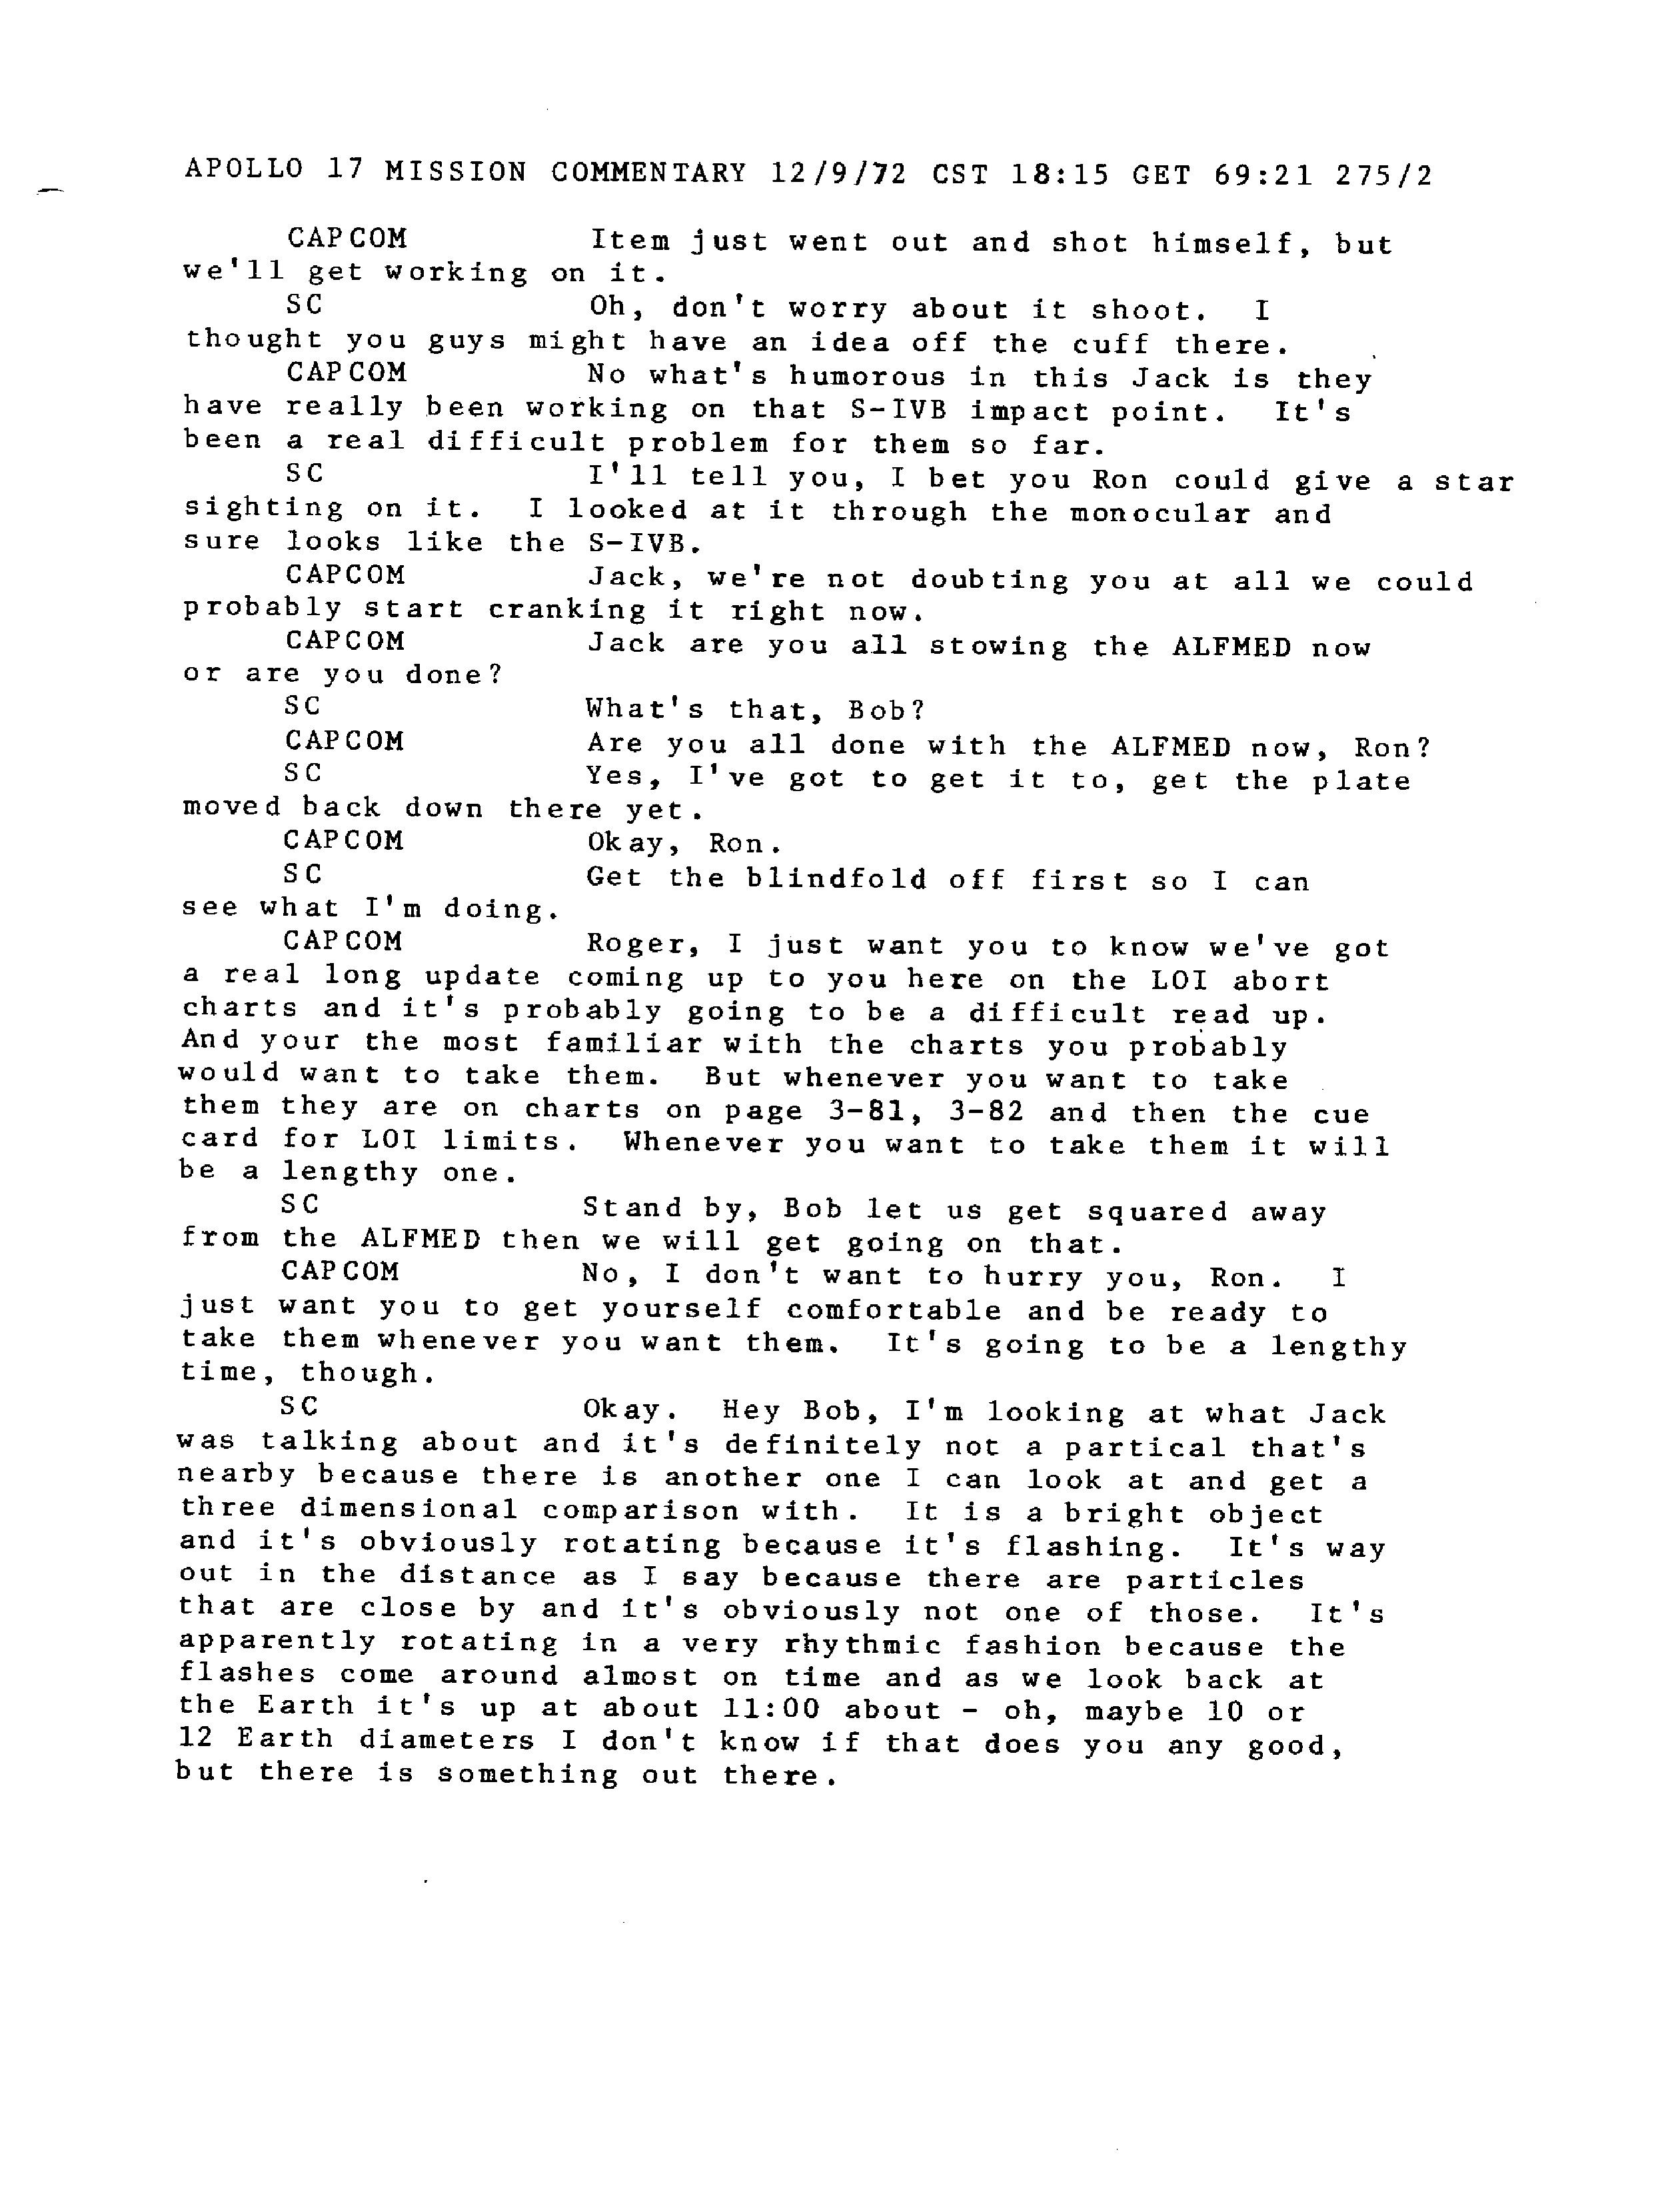 APOLLO 17 MISSION COMMENTARY 12/9/72 CST 18:15 GET 69:21 275/2
CAPCOM Item just went out and shot himself, but
we'll get working on it.
SC Oh, don't worry about it shoot. I
thought you guys might have an idea off the cuff there.
CAPCOM No what's humorous in this Jack is they
have really been working on that S-IVB impact point. It's
been a real difficult problem for them so far.
SC I'll tell you, I bet you Ron could give a star
sighting on it. I looked at it through the monocular and
sure looks like the S-IVB.
CAPCOM Jack, we're not doubting you at all we could
probably start cranking it right now.
CAPCOM Jack are you all stowing the ALFMED now
or are you done?
SC What's that, Bob?
CAPCOM Are you all done with the ALFMED now, Ron?
SC Yes, I've got to get it to, get the plate
moved back down there yet.
CAPCOM Okay, Ron.
SC Get the blindfold off first so I can
see what I'm doing.
CAPCOM Roger, I just want you to know we've got
a real long update coming up to you here on the LOI abort
charts and it's probably going to be a difficult read up.
And your the most familiar with the charts you probably
would want to take them. But whenever you want to take
them they are on charts on page 3-81, 3-82 and then the cue
card for LOI limits. Whenever you want to take them it will
be a lengthy one.
SC Stand by, Bob let us get squared away
from the ALFMED then we will get going on that.
CAPCOM No, I don't want to hurry you, Ron. I
just want you to get yourself comfortable and be ready to
take them whenever you want them. It's going to be a lengthy
time, though.
SC Okay. Hey Bob, I'm looking at what Jack
was talking about and it's definitely not a partical that's
nearby because there is another one I can look at and get a
three dimensional comparison with. It is a bright object
and it's obviously rotating because it's flashing. It's way
out in the distance as I say because there are particles
that are close by and it's obviously not one of those. It's
apparently rotating in a very rhythmic fashion because the
flashes come around almost on time and as we look back at
the Earth it's up at about 11:00 about - oh, maybe 10 or
12 Earth diameters I don't know if that does you any good,
but there is something out there.